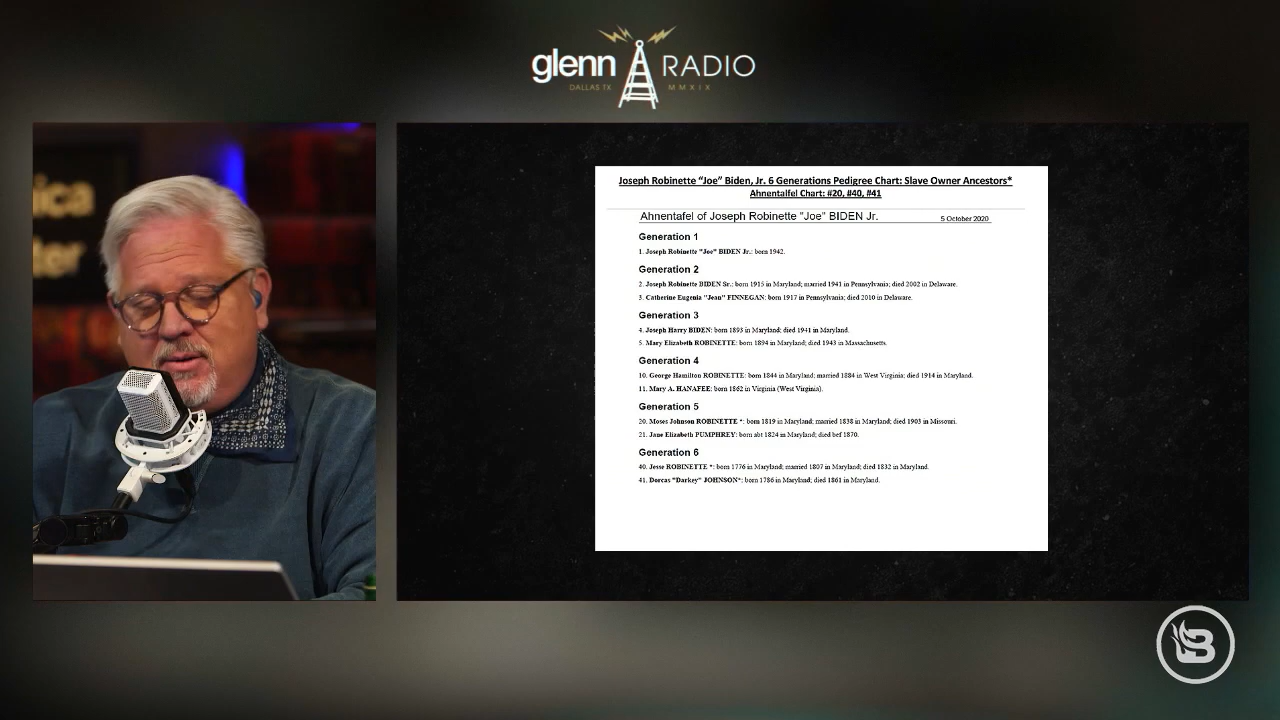 glenn RADIO
DALLAS TX MMXIX
ica
ter
Joseph Robinette "Joe" Biden, Jr. 6 Generations Pedigree Chart: Slave Owner Ancestors*
Ahnentalfel Chart: #20, #40, #41
Ahnentafel of Joseph Robinette "Joe" BIDEN Jr. 5 October 2020
Generation 1
1. Joseph Robinette "Joe" BIDEN Jr.: born 1942.
Generation 2
2. Joseph Robinette BIDEN Sr.: born 1915 in Maryland; married 1941 in Pennsylvania; died 2002 in Delaware.
3. Catherine Eugenia "Jean" FINNEGAN: born 1917 in Pennsylvania; died 2010 in Delaware.
Generation 3
4. Joseph Harry BIDEN: born 1893 in Maryland; died 1941 in Maryland.
5. Mary Elizabeth ROBINETTE: born 1894 in Maryland; died 1943 in Massachusetts.
Generation 4
10. George Hamilton ROBINETTE: born 1844 in Maryland; married 1884 in West Virginia; died 1914 in Maryland.
11. Mary A. HANAFEE: born 1862 in Virginia (West Virginia).
Generation 5
20. Moses Johnson ROBINETTE *: born 1819 in Maryland; married 1838 in Maryland; died 1903 in Missouri.
21. Jane Elizabeth PUMPHREY: born abt 1824 in Maryland; died bef 1870.
Generation 6
40. Jesse ROBINETTE *: born 1776 in Maryland; married 1807 in Maryland; died 1832 in Maryland.
41. Dorcas "Darkey" JOHNSON*: born 1786 in Maryland; died 1861 in Maryland.
B